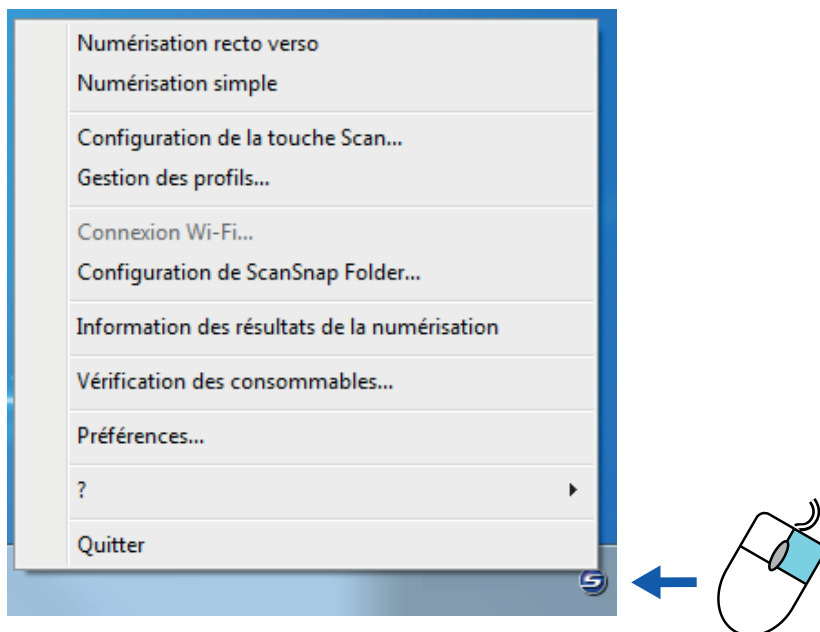 Numérisation recto verso
Numérisation simple
Configuration de la touche Scan...
Gestion des profils...
Connexion Wi-Fi...
Configuration de ScanSnap Folder...
Information des résultats de la numérisation
Vérification des consommables...
Préférences...
?
Quitter